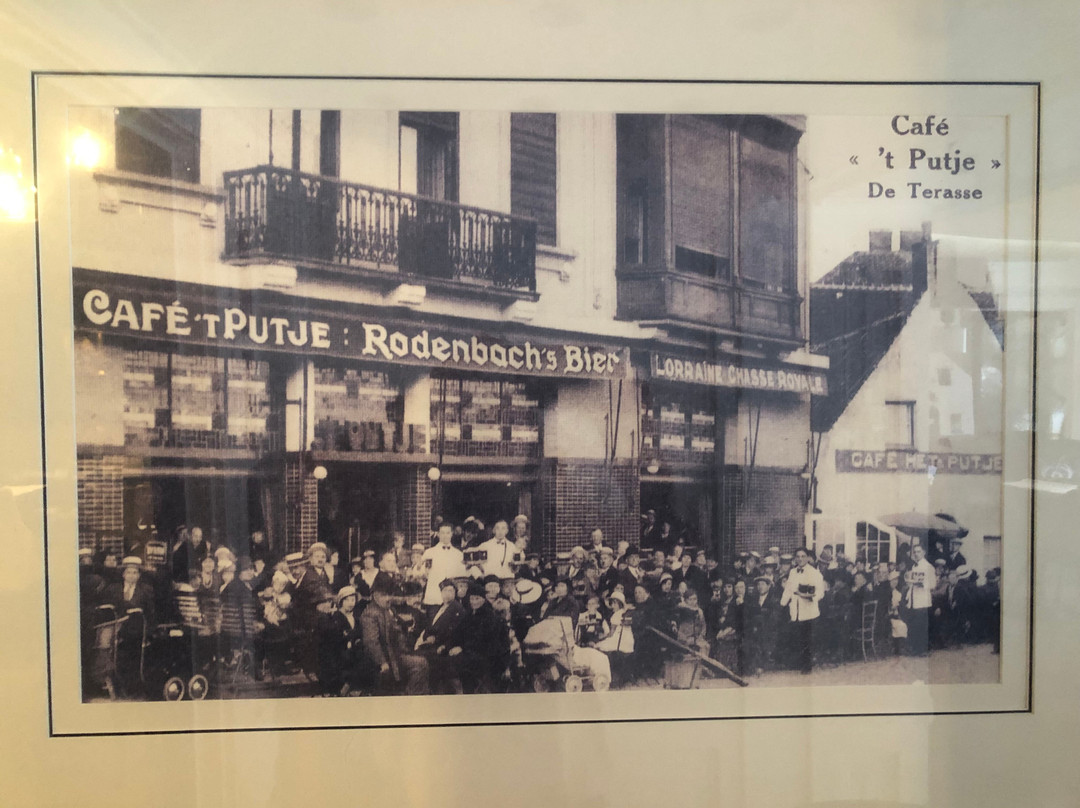 Café
« 't Putje »
De Terasse
CAFÉ 'T PUTJE : Rodenbach's Bier
LORRAINE CHASSE ROYALE
CAFÉ HET PUTJE